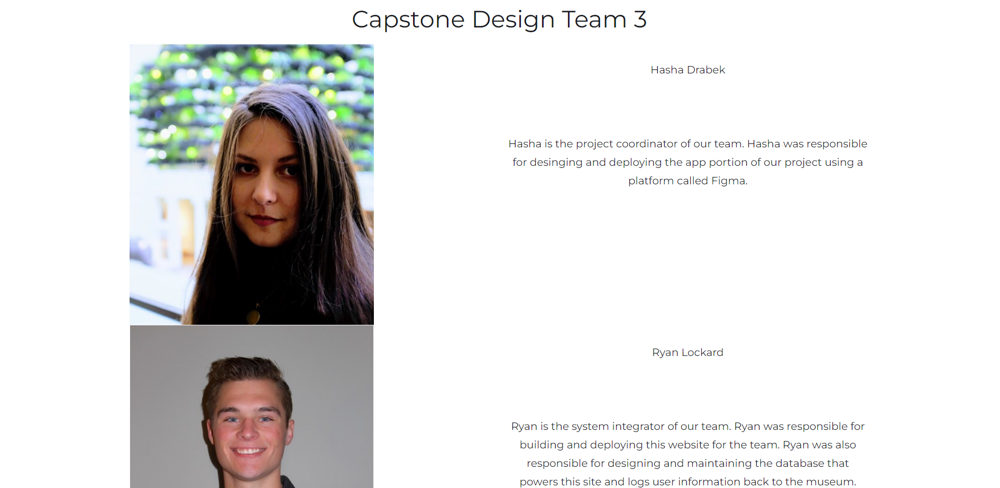 Capstone Design Team 3
Hasha Drabek
Hasha is the project coordinator of our team. Hasha was responsible
for desinging and deploying the app portion of our project using a
platform called Figma.
Ryan Lockard
Ryan is the system integrator of our team. Ryan was responsible for
building and deploying this website for the team. Ryan was also
responsible for designing and maintaining the database that
powers this site and logs user information back to the museum.